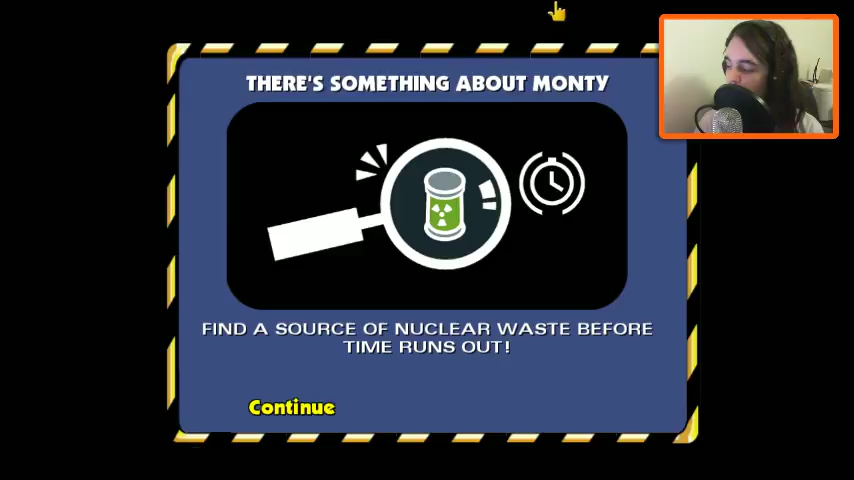 THERE'S SOMETHING ABOUT MONTY
FIND A SOURCE OF NUCLEAR WASTE BEFORE
TIME RUNS OUT!
Continue